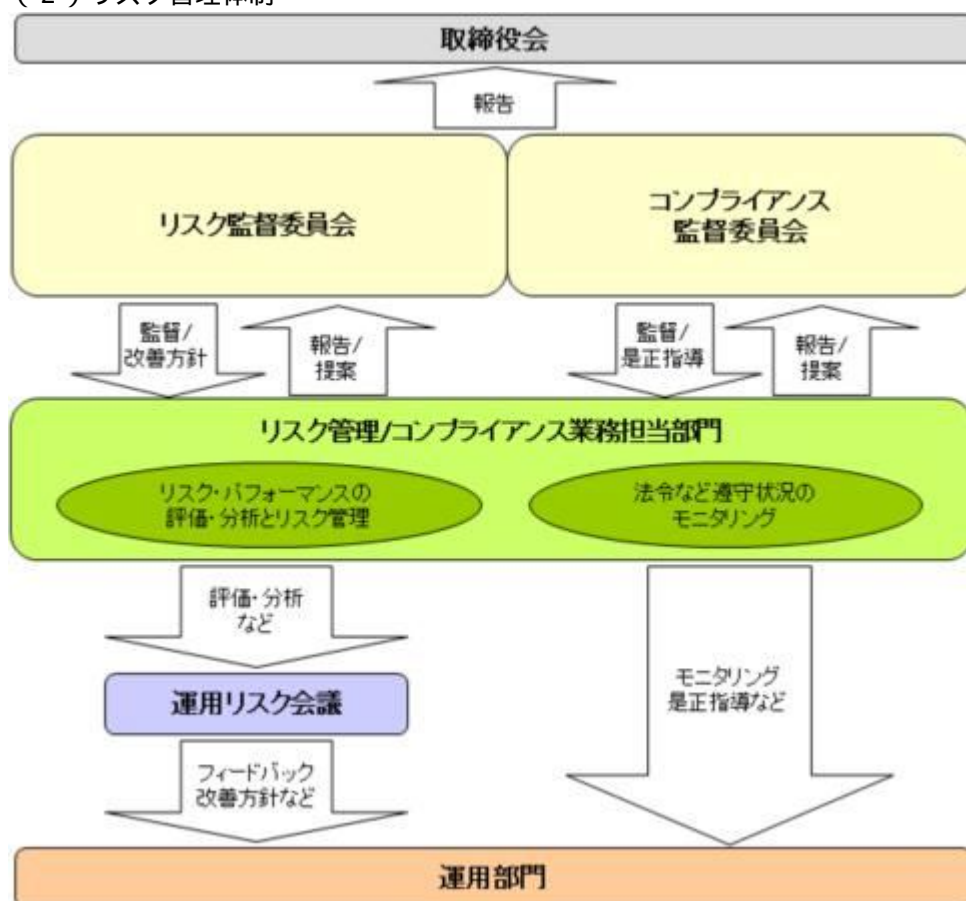 (2)リスク管理体制
取締役会
報告
リスク監督委員会
コンプライアンス
監督委員会
監督/
改善方針
報告/
提案
監督/
是正指導
報告/
提案
リスク管理/コンプライアンス業務担当部門
リスク・パフォーマンスの
評価・分析とリスク管理
法令など遵守状況の
モニタリング
評価・分析
など
運用リスク会議
モニタリング
是正指導など
フィードバック
改善方針など
運用部門